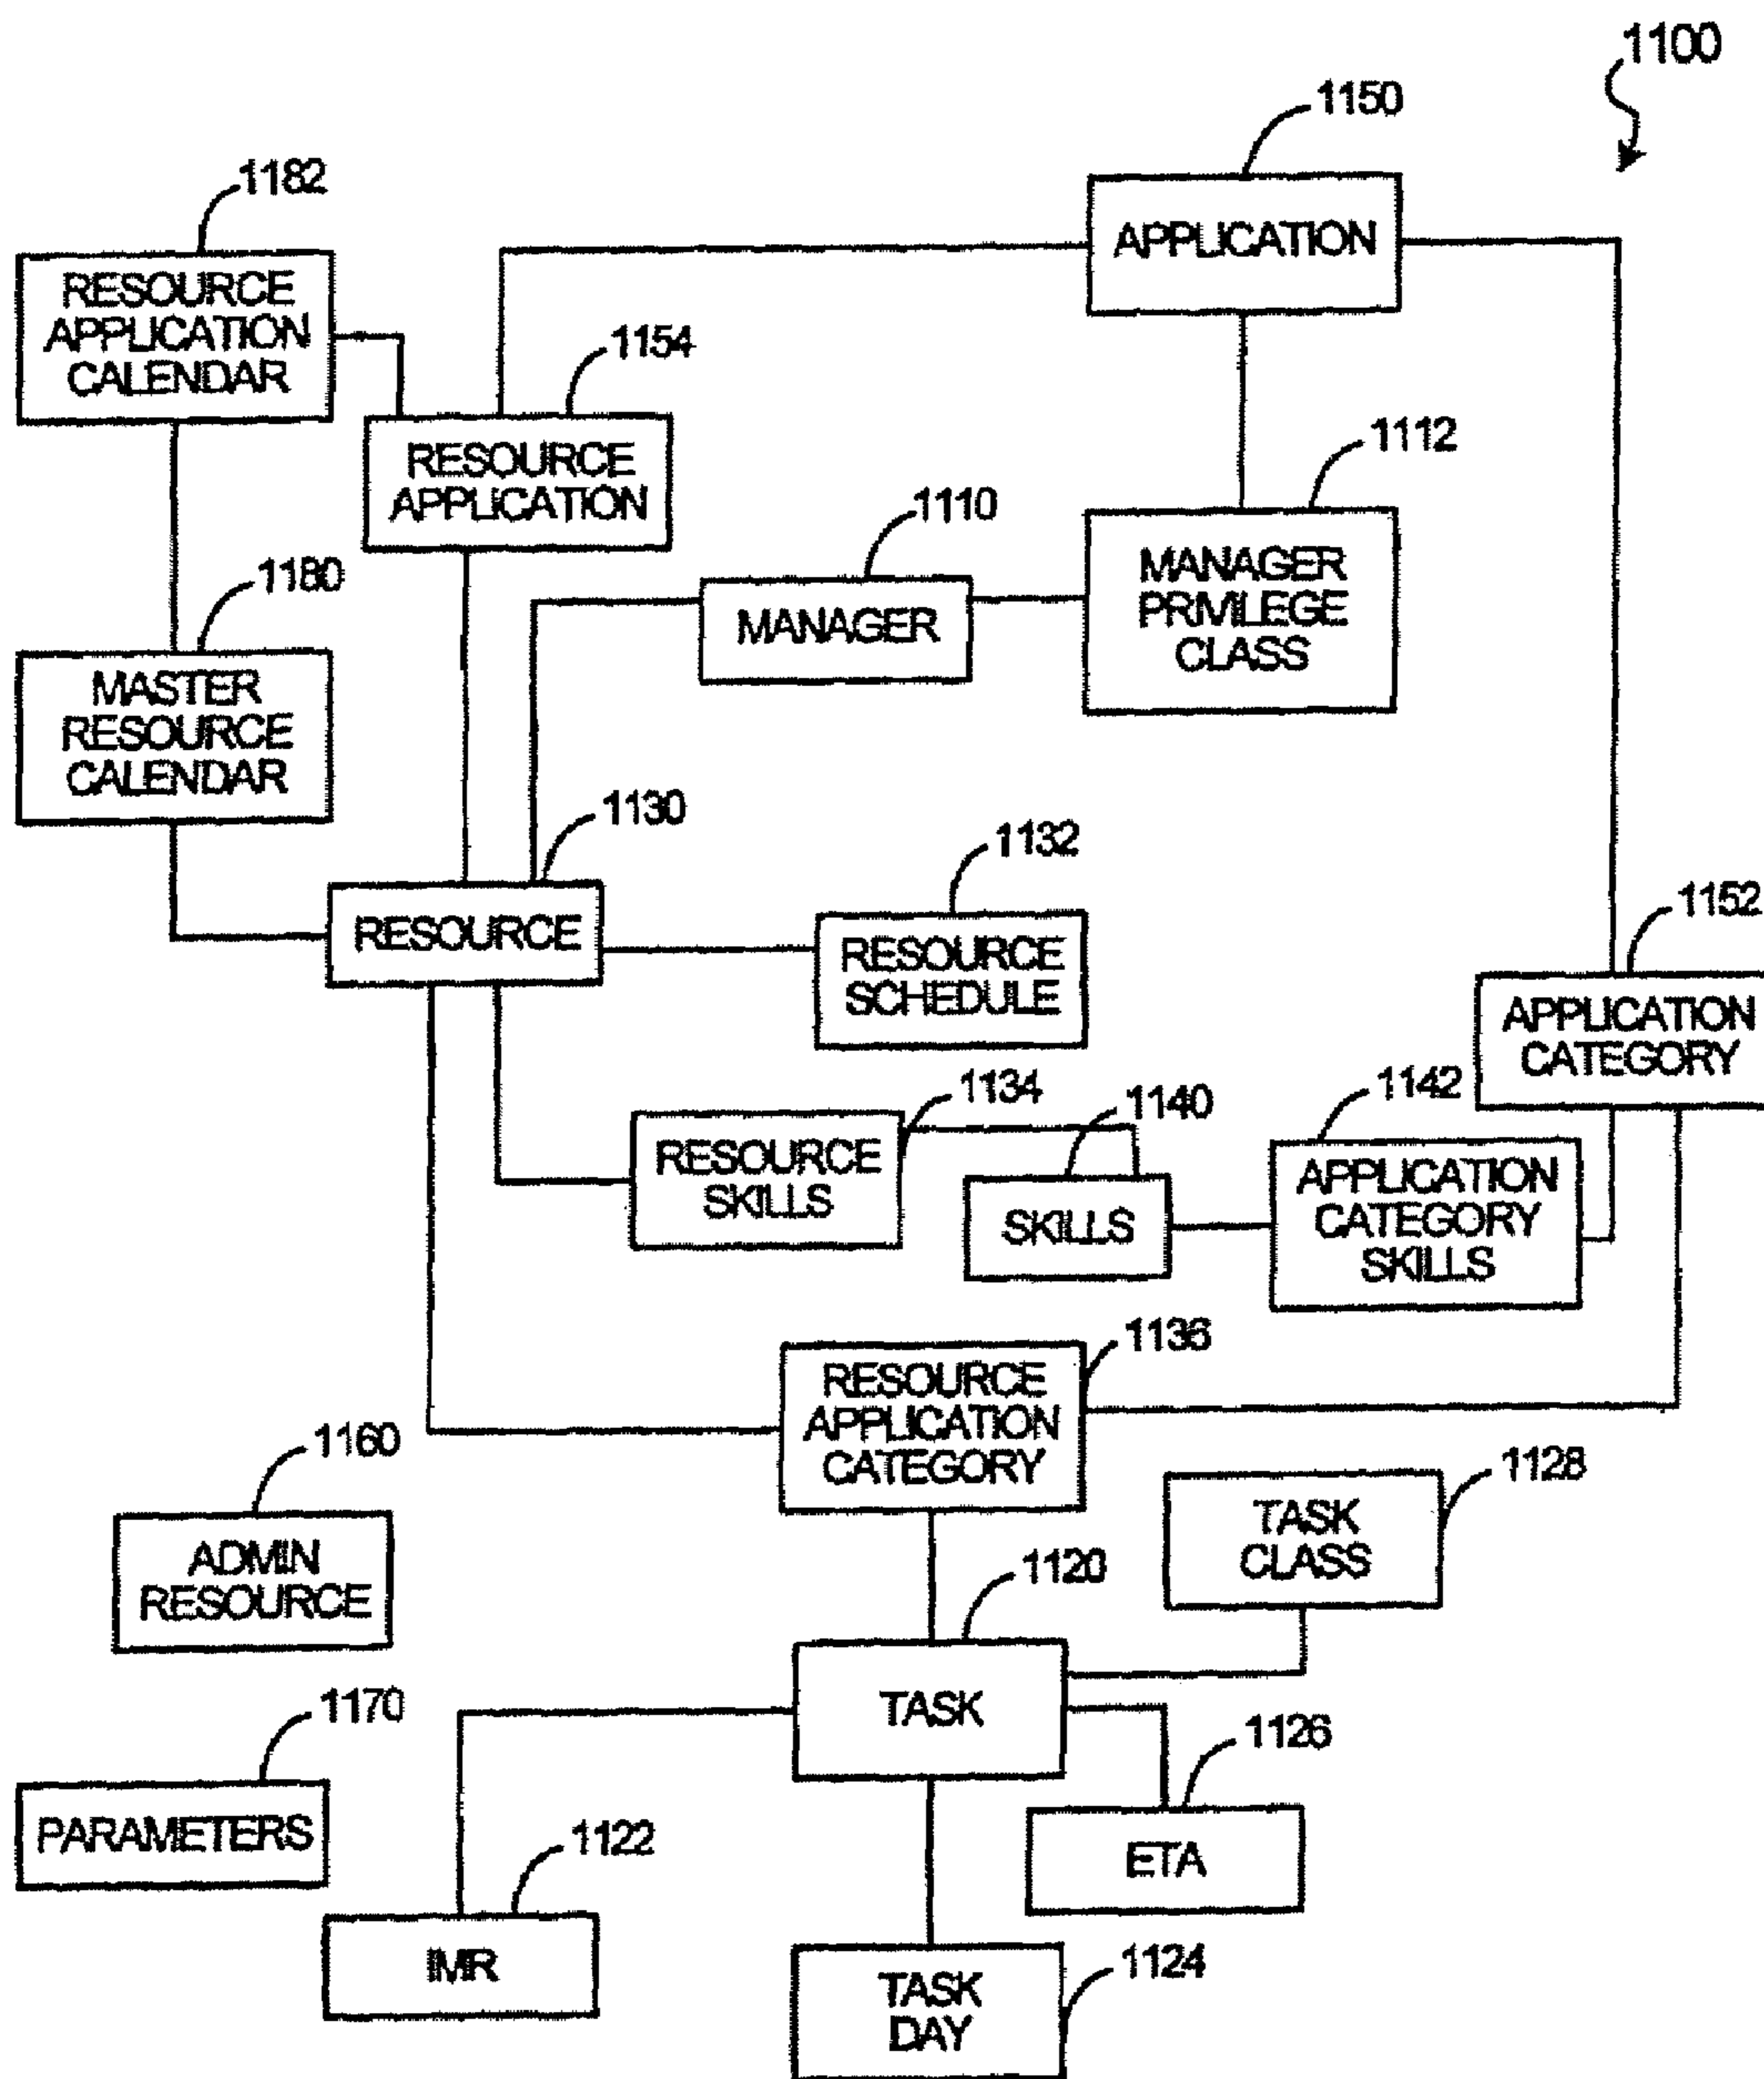 1100
1150
APPLICATION
1182
RESOURCE
APPLICATION
CALENDAR
1154
RESOURCE
APPLICATION
1112
MANAGER
PRIVILEGE
CLASS
1110
MANAGER
1180
MASTER
RESOURCE
CALENDAR
1130
RESOURCE
1132
RESOURCE
SCHEDULE
1152
APPLICATION
CATEGORY
1134
RESOURCE
SKILLS
1140
SKILLS
1142
APPLICATION
CATEGORY
SKILLS
1136
RESOURCE
APPLICATION
CATEGORY
1160
ADMIN
RESOURCE
1128
TASK
CLASS
1120
TASK
1170
PARAMETERS
1126
ETA
1122
IMR
1124
TASK
DAY